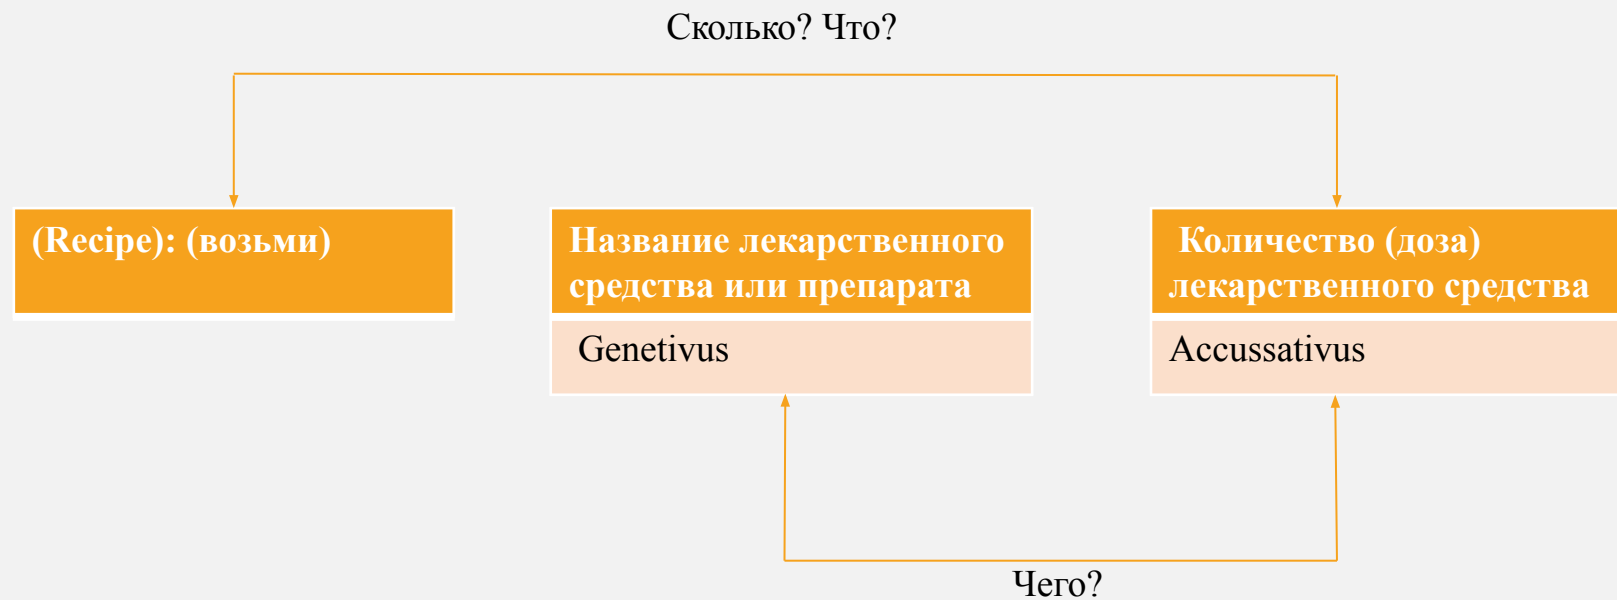 Сколько? Что?
(Recipe): (возьми)
Название лекарственного
средства или препарата
Количество (доза)
лекарственного средства
Genetivus
Accussativus
Чего?